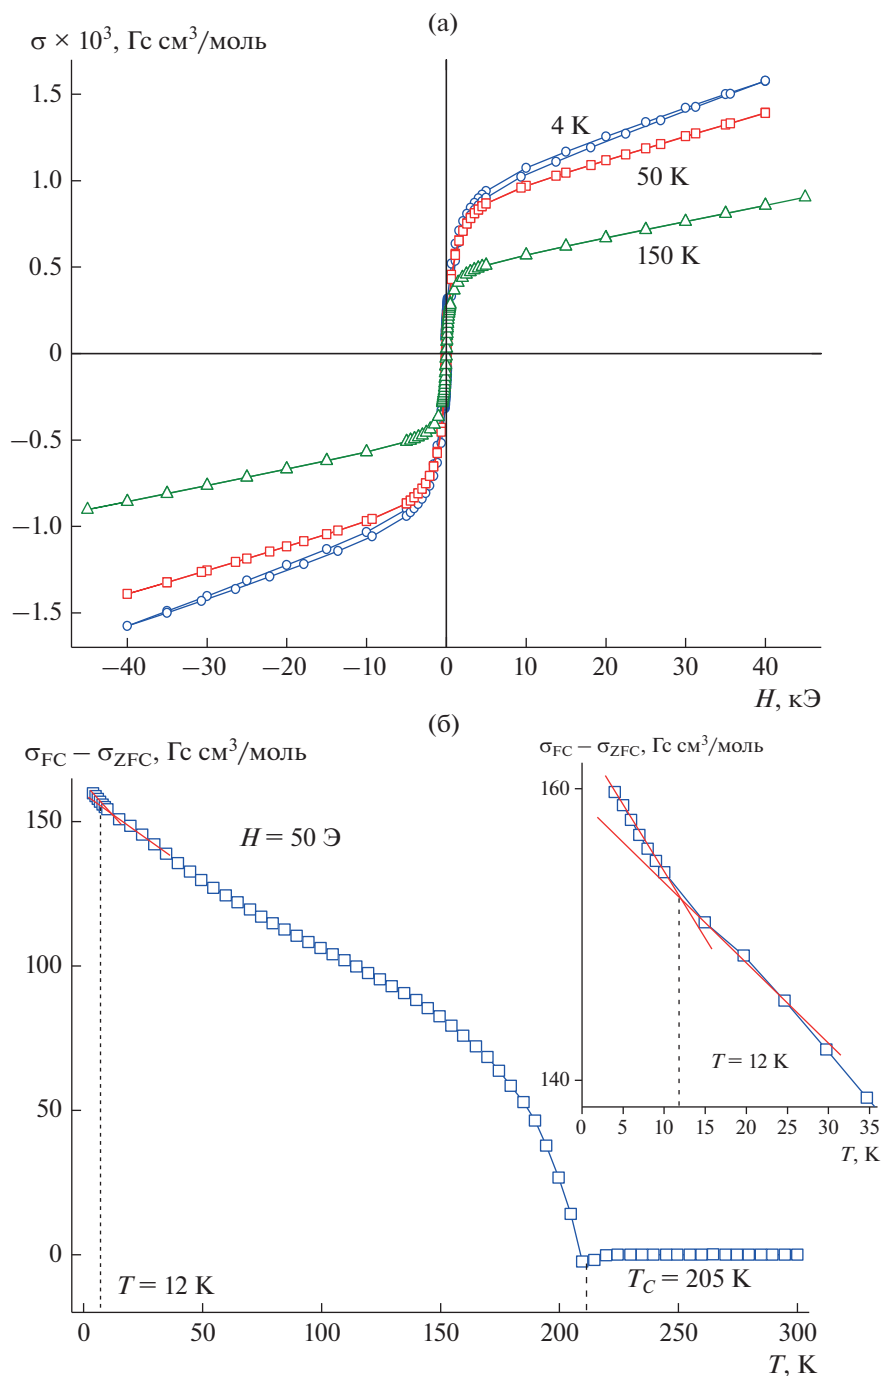 (а)
σ × 10³, Гс см³/моль
1.5
1.0
0.5
0
−0.5
−1.0
−1.5
4 K
50 K
150 K
−40 −30 −20 −10 0 10 20 30 40
H, кЭ
(б)
σFC − σZFC, Гс см³/моль
150
100
50
0
H = 50 Э
T = 12 K
TC = 205 K
0 50 100 150 200 250 300
T, K
σFC − σZFC, Гс см³/моль
160
140
T = 12 K
0 5 10 15 20 25 30 35
T, K